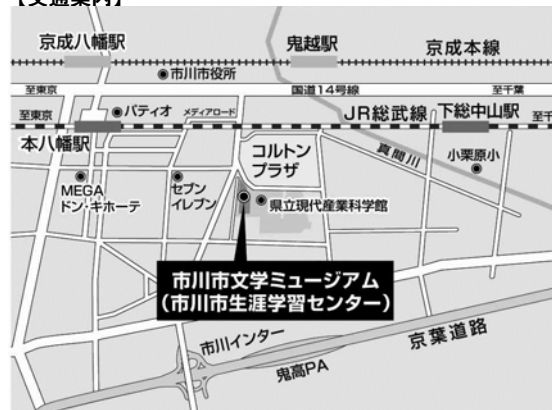 【交通案内】
京成八幡駅
鬼越駅
京成本線
市川市役所
至東京
国道14号線
至千葉
至東京
パティオ
メディアロード
JR総武線
下総中山駅
本八幡駅
コルトン
プラザ
真間川
小栗原小
MEGA
ドン・キホーテ
セブン
イレブン
県立現代産業科学館
市川市文学ミュージアム
（市川市生涯学習センター）
市川インター
京葉道路
鬼高PA